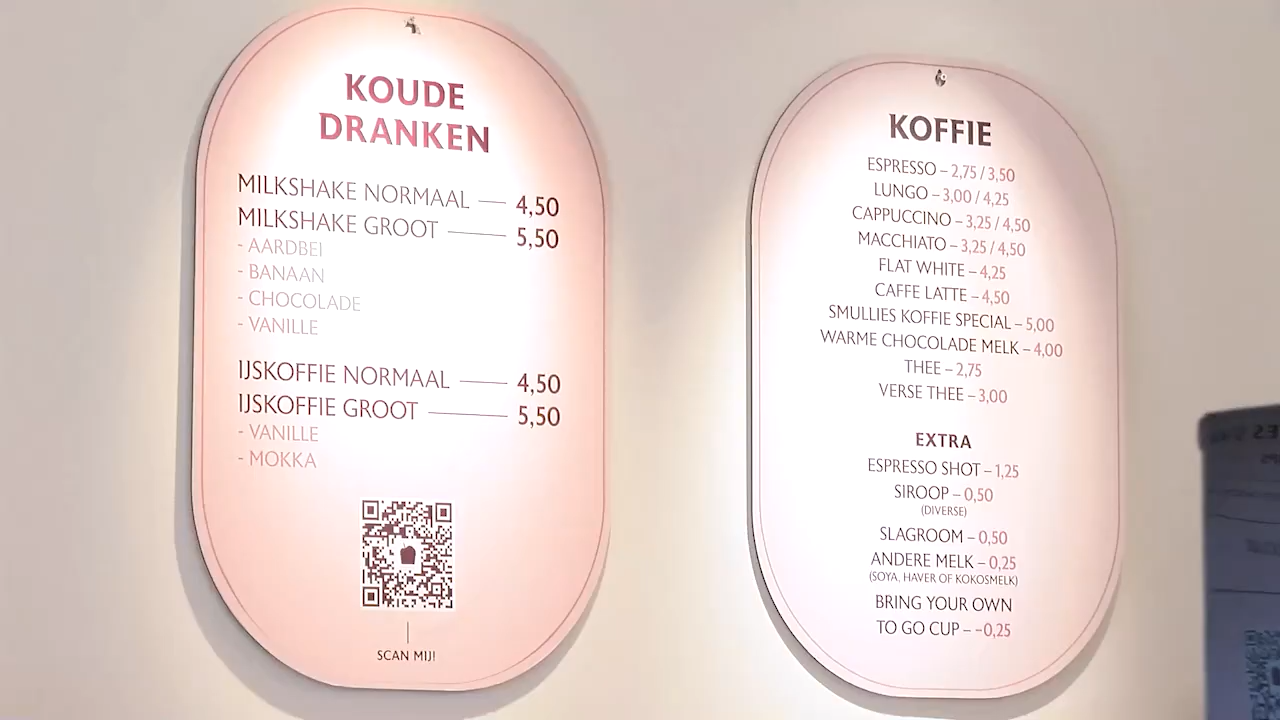 KOUDE
DRANKEN
MILKSHAKE NORMAAL — 4,50
MILKSHAKE GROOT — 5,50
- AARDBEI
- BANAAN
- CHOCOLADE
- VANILLE
IJSKOFFIE NORMAAL — 4,50
IJSKOFFIE GROOT — 5,50
- VANILLE
- MOKKA
SCAN MIJ!
KOFFIE
ESPRESSO – 2,75 / 3,50
LUNGO – 3,00 / 4,25
CAPPUCCINO – 3,25 / 4,50
MACCHIATO – 3,25 / 4,50
FLAT WHITE – 4,25
CAFFE LATTE – 4,50
SMULLIES KOFFIE SPECIAL – 5,00
WARME CHOCOLADE MELK – 4,00
THEE – 2,75
VERSE THEE – 3,00
EXTRA
ESPRESSO SHOT – 1,25
SIROOP – 0,50
(DIVERSE)
SLAGROOM – 0,50
ANDERE MELK – 0,25
(SOYA, HAVER OF KOKOSMELK)
BRING YOUR OWN
TO GO CUP – -0,25